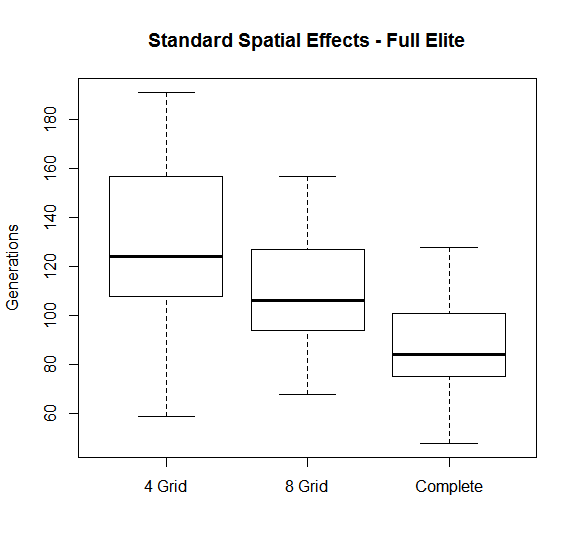 Standard Spatial Effects - Full Elite
Generations
180
160
140
120
100
80
60
4 Grid
8 Grid
Complete